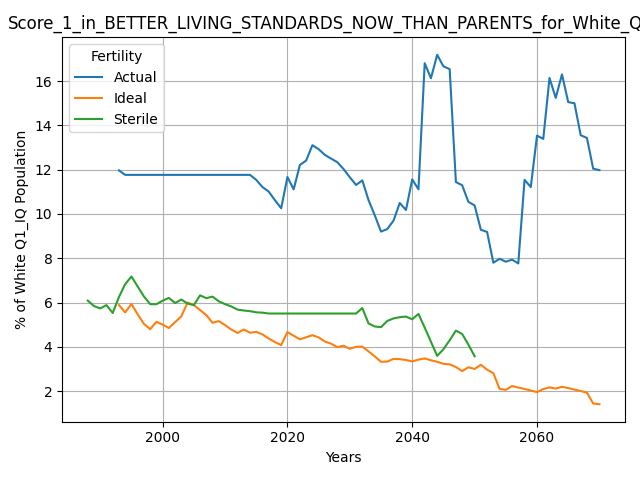 Score_1_in_BETTER_LIVING_STANDARDS_NOW_THAN_PARENTS_for_White_Q
Fertility
Actual
Ideal
Sterile
16
14
12
10
8
6
4
2
% of White Q1_IQ Population
2000 2020 2040 2060
Years